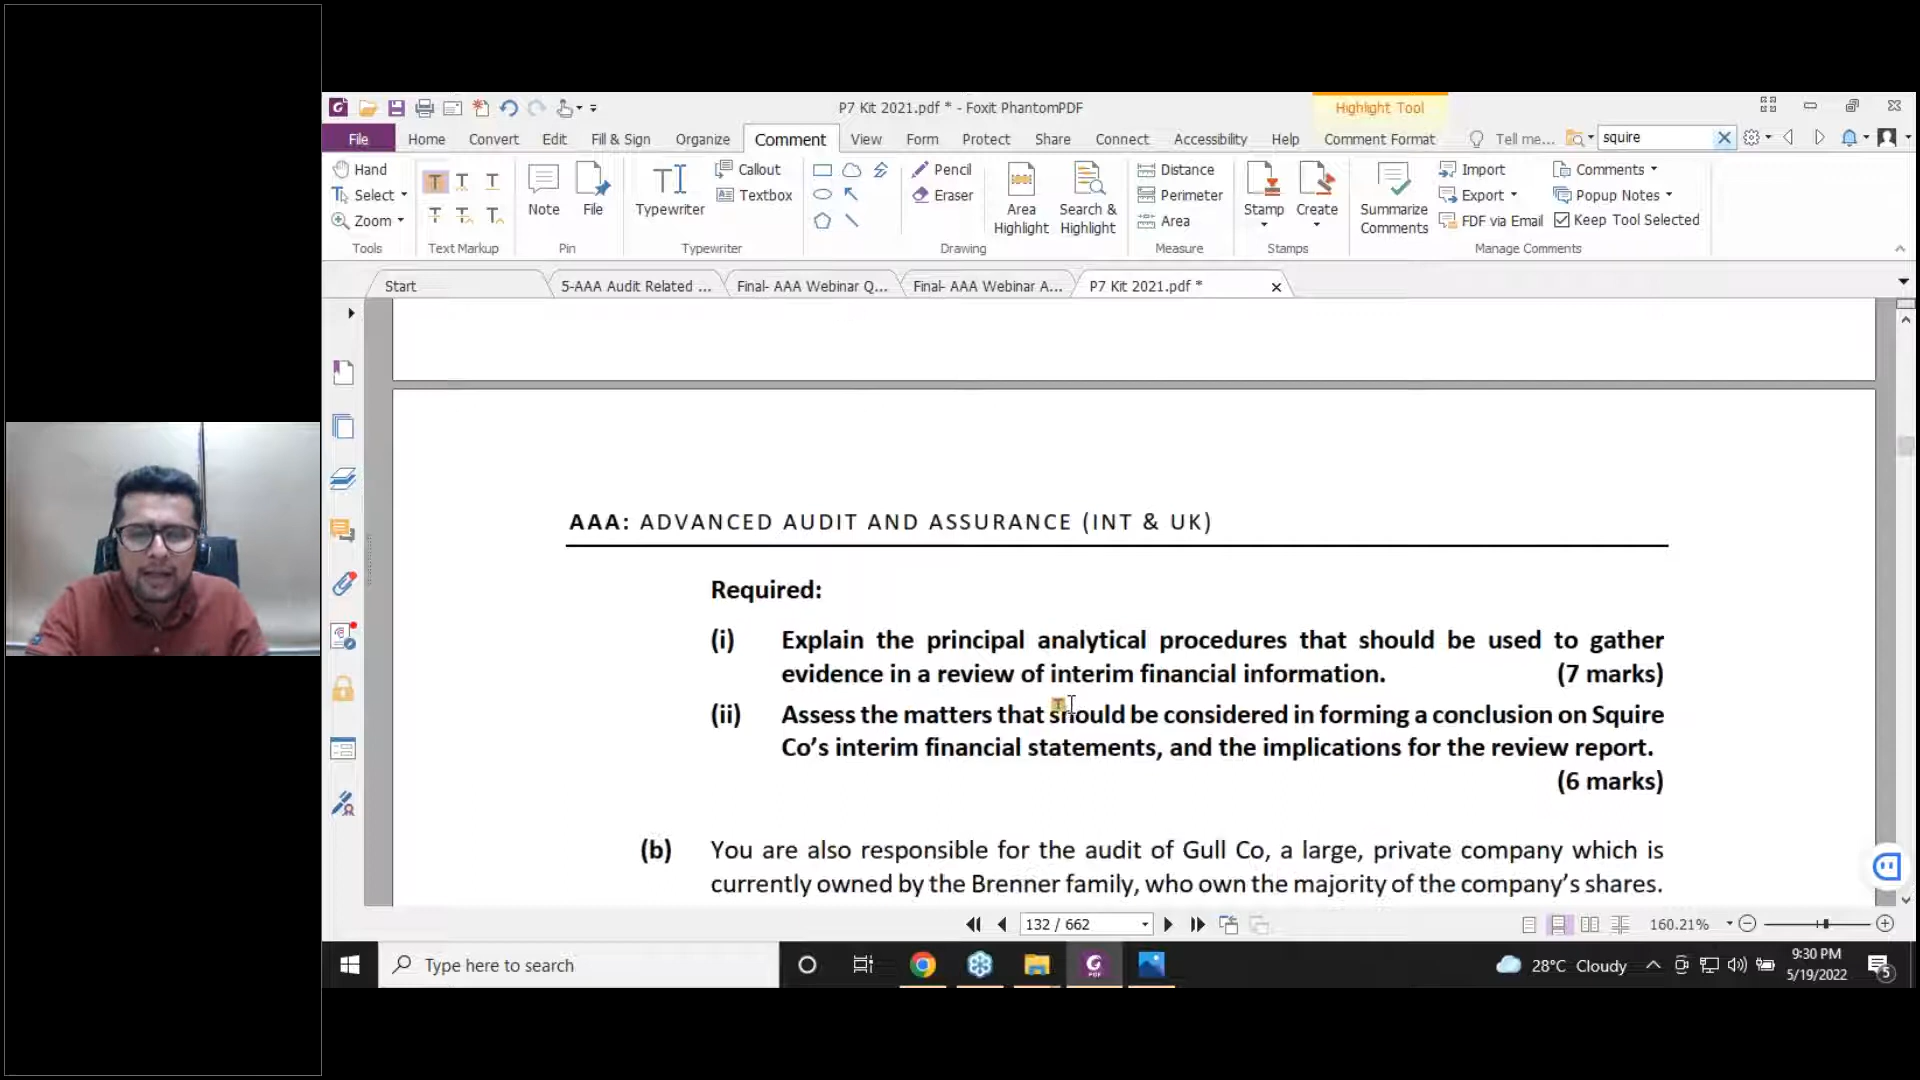 P7 Kit 2021.pdf * - Foxit PhantomPDF
Highlight Tool
File
Home
Convert
Edit
Fill & Sign
Organize
Comment
View
Form
Protect
Share
Connect
Accessibility
Help
Comment Format
Tell me...
squire
Hand
Select
Zoom
Tools
Text Markup
Note
File
Pin
Typewriter
Callout
Textbox
Typewriter
Pencil
Eraser
Area
Highlight
Search &
Highlight
Drawing
Distance
Perimeter
Area
Measure
Stamp
Create
Stamps
Summarize
Comments
Import
Export
FDF via Email
Comments
Popup Notes
Keep Tool Selected
Manage Comments
Start
5-AAA Audit Related ...
Final- AAA Webinar Q...
Final- AAA Webinar A...
P7 Kit 2021.pdf *
AAA: ADVANCED AUDIT AND ASSURANCE (INT & UK)
Required:
(i) Explain the principal analytical procedures that should be used to gather
evidence in a review of interim financial information. (7 marks)
(ii) Assess the matters that should be considered in forming a conclusion on Squire
Co’s interim financial statements, and the implications for the review report.
(6 marks)
(b) You are also responsible for the audit of Gull Co, a large, private company which is
currently owned by the Brenner family, who own the majority of the company’s shares.
132 / 662
160.21%
Type here to search
28°C Cloudy
9:30 PM
5/19/2022
5